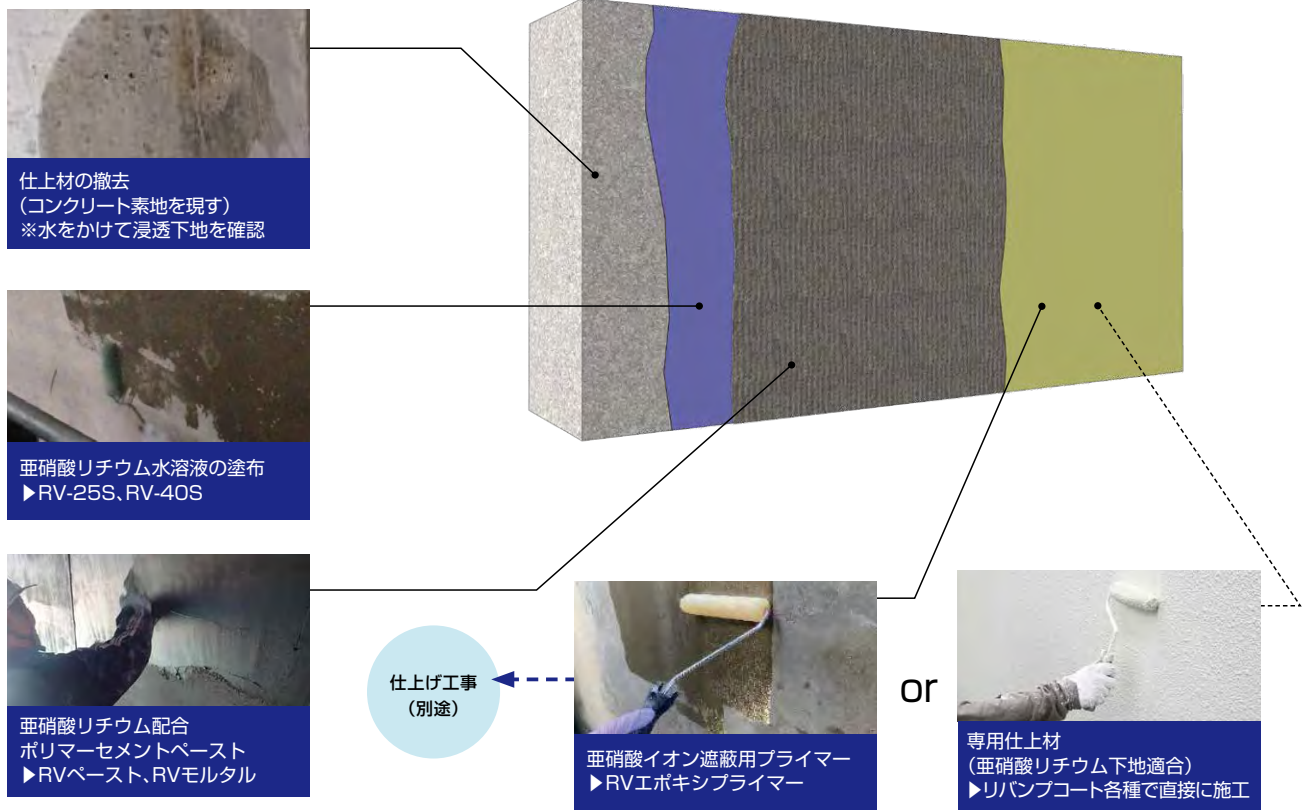 仕上材の撤去
（コンクリート素地を現す）
※水をかけて浸透下地を確認
亜硝酸リチウム水溶液の塗布
▶RV-25S、RV-40S
亜硝酸リチウム配合
ポリマーセメントペースト
▶RVペースト、RVモルタル
仕上げ工事
（別途）
亜硝酸イオン遮蔽用プライマー
▶RVエポキシプライマー
or
専用仕上材
（亜硝酸リチウム下地適合）
▶リバンプコート各種で直接に施工